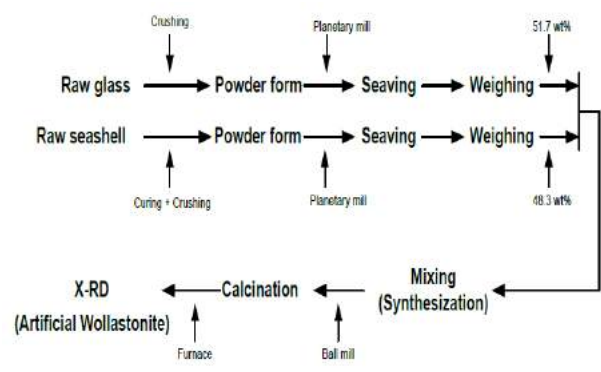 Crushing
Planetary mill
51.7 wt%
Raw glass
Powder form
Seaving
Weighing
Raw seashell
Powder form
Seaving
Weighing
Curing + Crushing
Planetary mill
48.3 wt%
X-RD
(Artificial Wollastonite)
Calcination
Mixing
(Synthesization)
Furnace
Ball mill